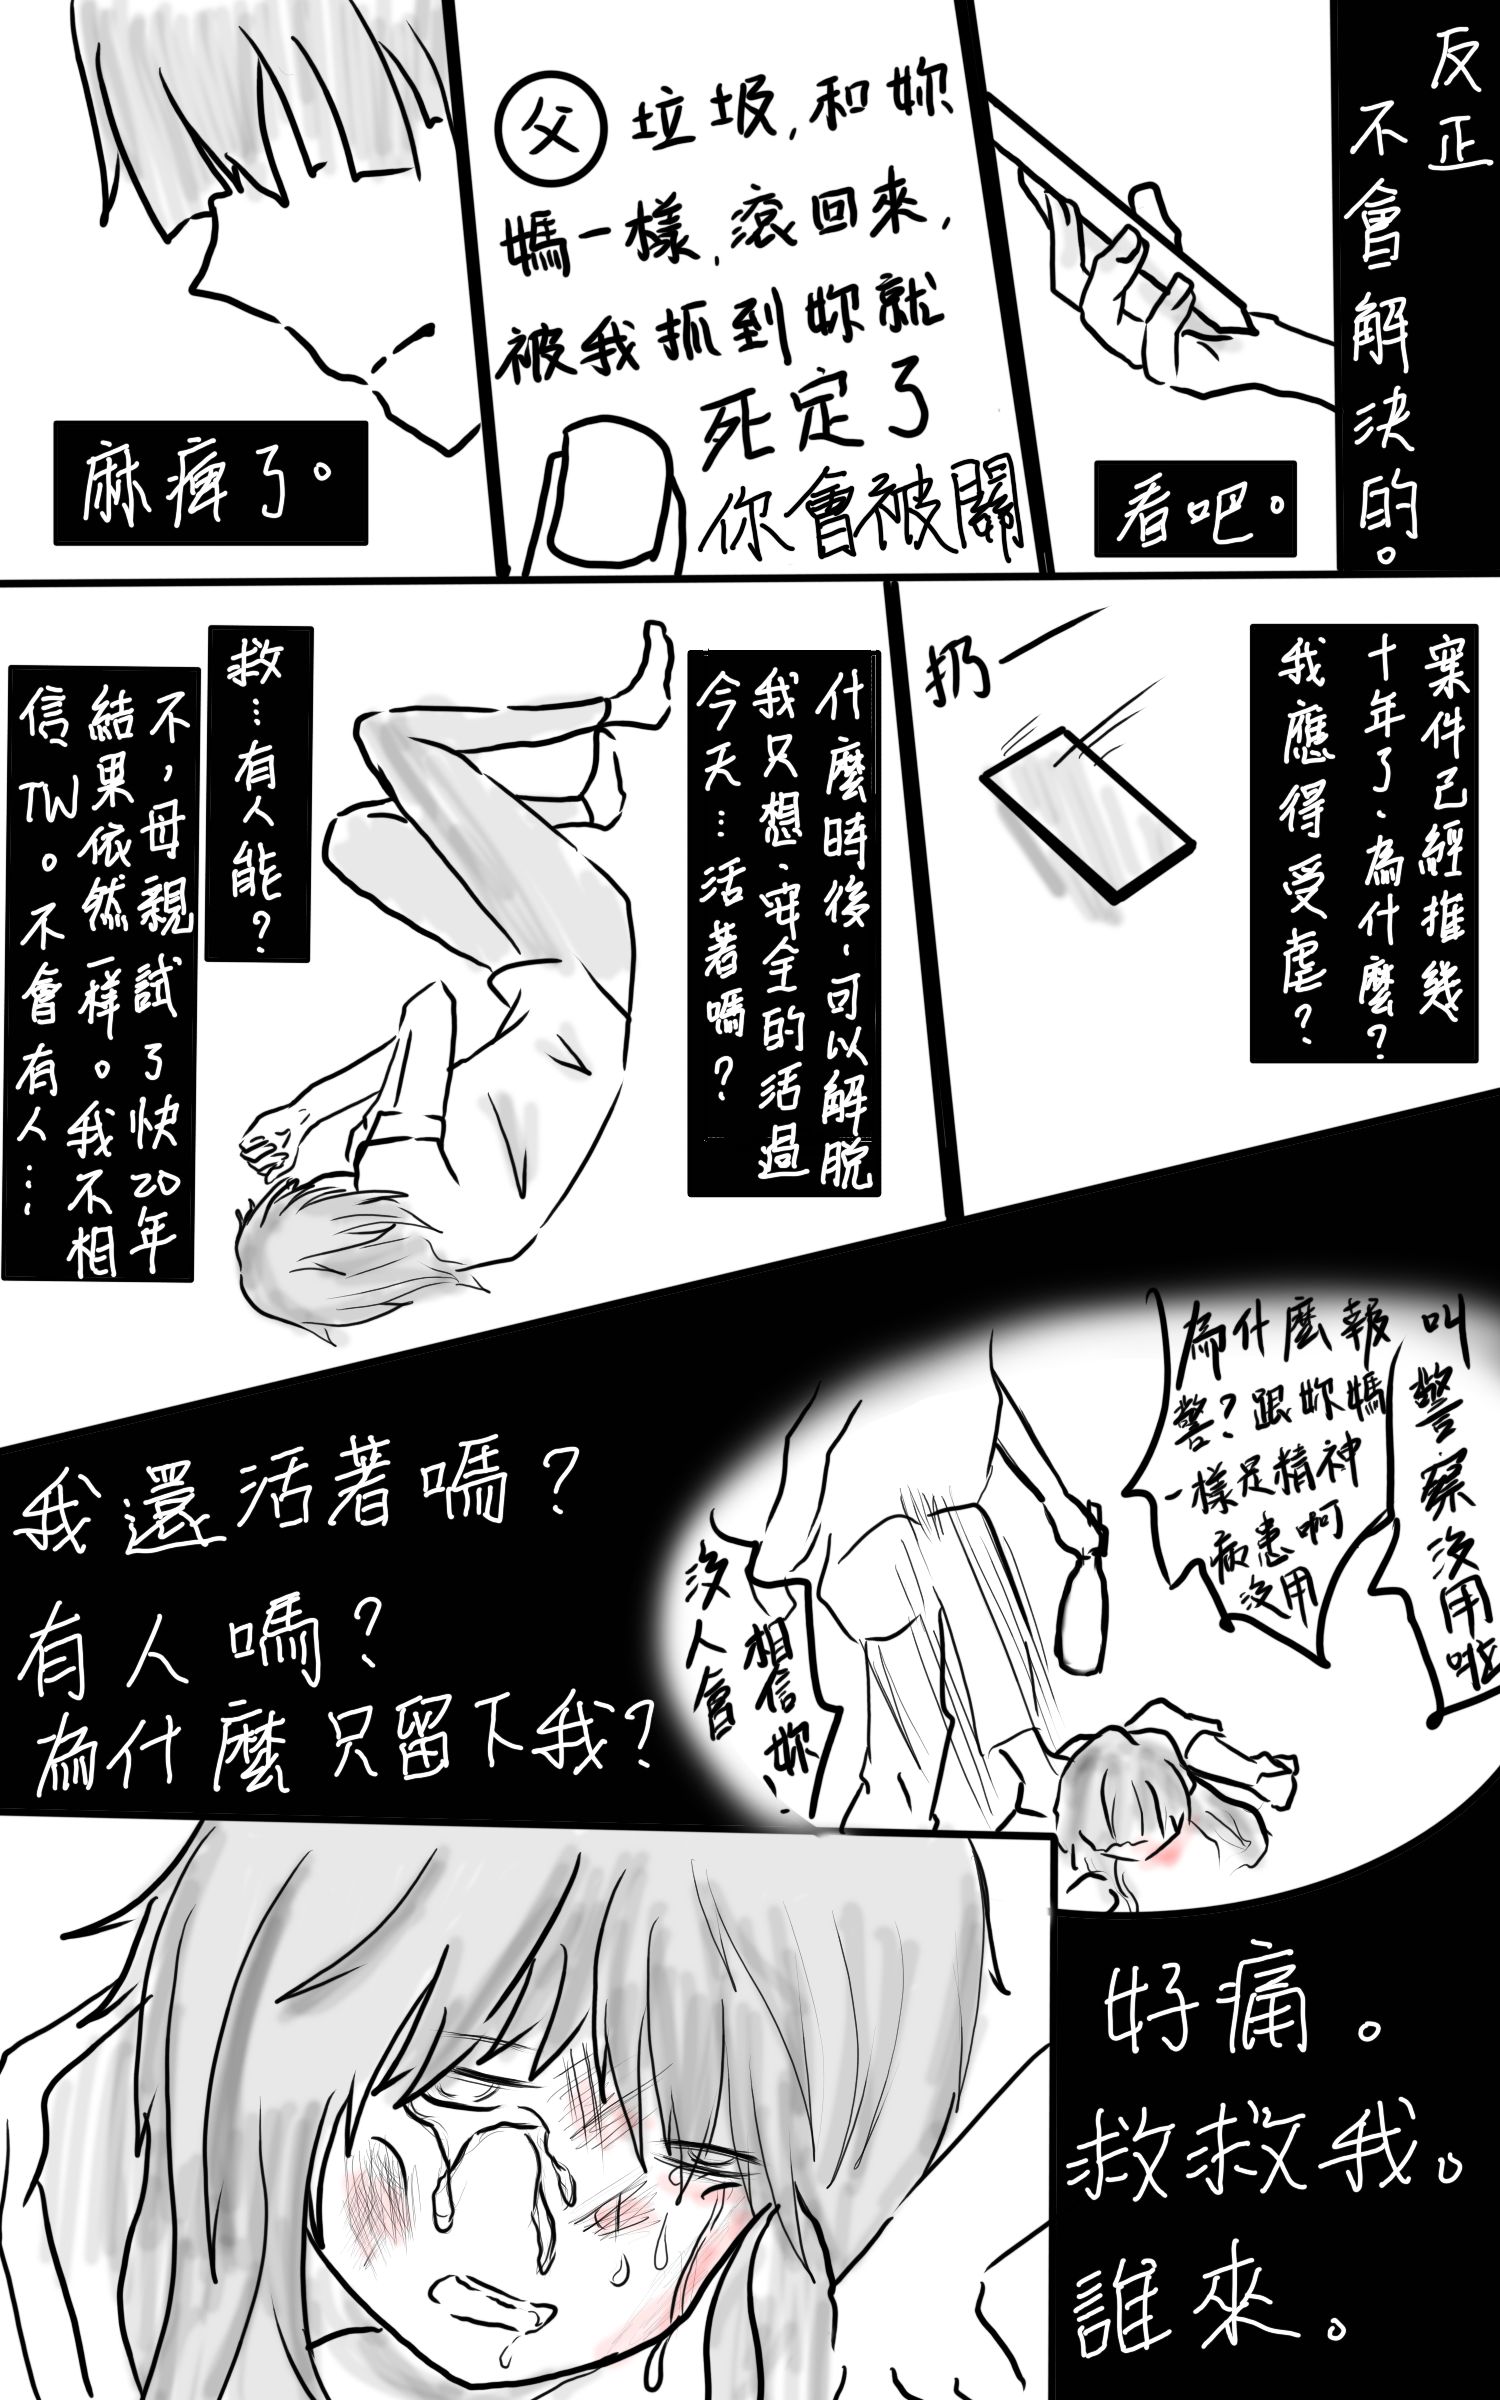 反正
不會解決的。
看吧。
父 垃圾,和妳
媽一樣,滾回來,
被我抓到妳就
死定了
你會被關
麻痺了。
案件已經推幾
十年了、為什麼?
我應得受虐?
扔
什麼時後、可以解脫
我只想、安全的活過
今天…活著嗎?
救…有人能?
不,母親試了快20年
結果依然一样。我不相
信、TW。不會有人…
叫警察沒用啦
為什麼報
警?跟妳媽
一樣是精神
病患啊
沒用
沒人會
相信妳!
我還活著嗎?
有人嗎?
為什麼只留下我?
好痛。
救救我。
誰來。